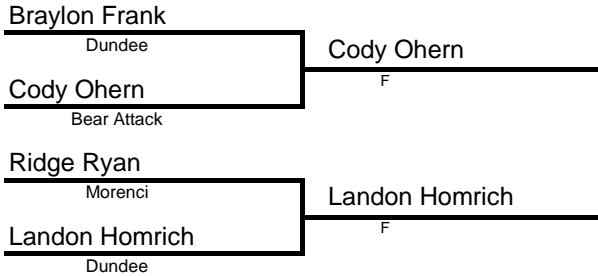 Braylon Frank
Dundee
Cody Ohern
F
Cody Ohern
Bear Attack
Ridge Ryan
Morenci
Landon Homrich
F
Landon Homrich
Dundee